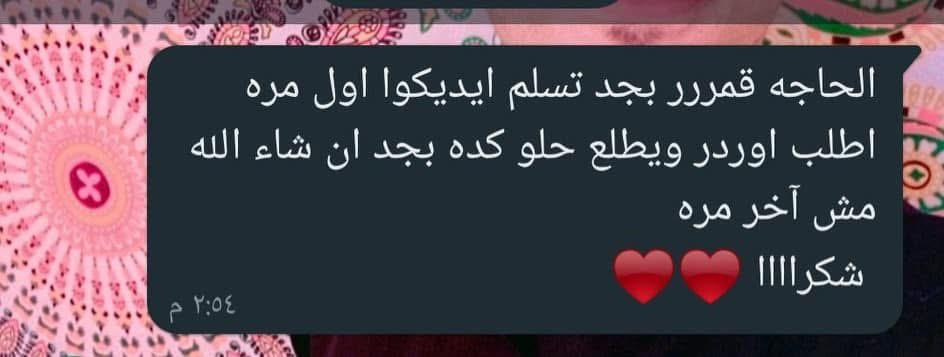 الحاجه قمررر بجد تسلم ايديكوا اول مره
اطلب اوردر ويطلع حلو كده بجد ان شاء الله
مش آخر مره
شكراااا ♥️♥️
٢:٥٤ م